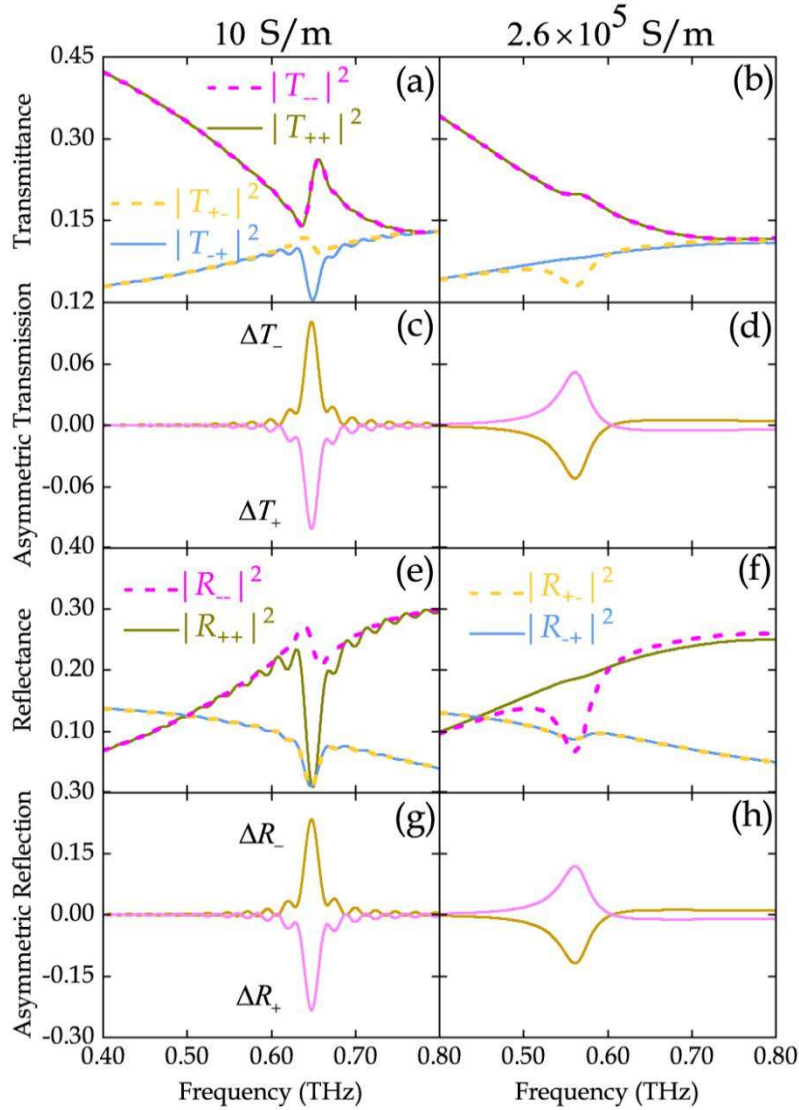 10 S/m
2.6×10⁵ S/m
0.45
0.30
0.15
0.12
Transmittance
|T₋₋|²
|T₊₊|²
|T₊₋|²
|T₋₊|²
(a)
(b)
0.06
0.00
-0.06
0.40
Asymmetric Transmission
ΔT₋
ΔT₊
(c)
(d)
0.30
0.20
0.10
0.30
Reflectance
|R₋₋|²
|R₊₊|²
(e)
|R₊₋|²
|R₋₊|²
(f)
0.15
0.00
-0.15
-0.30
Asymmetric Reflection
ΔR₋
ΔR₊
(g)
(h)
0.40 0.50 0.60 0.70 0.80 0.50 0.60 0.70 0.80
Frequency (THz) Frequency (THz)